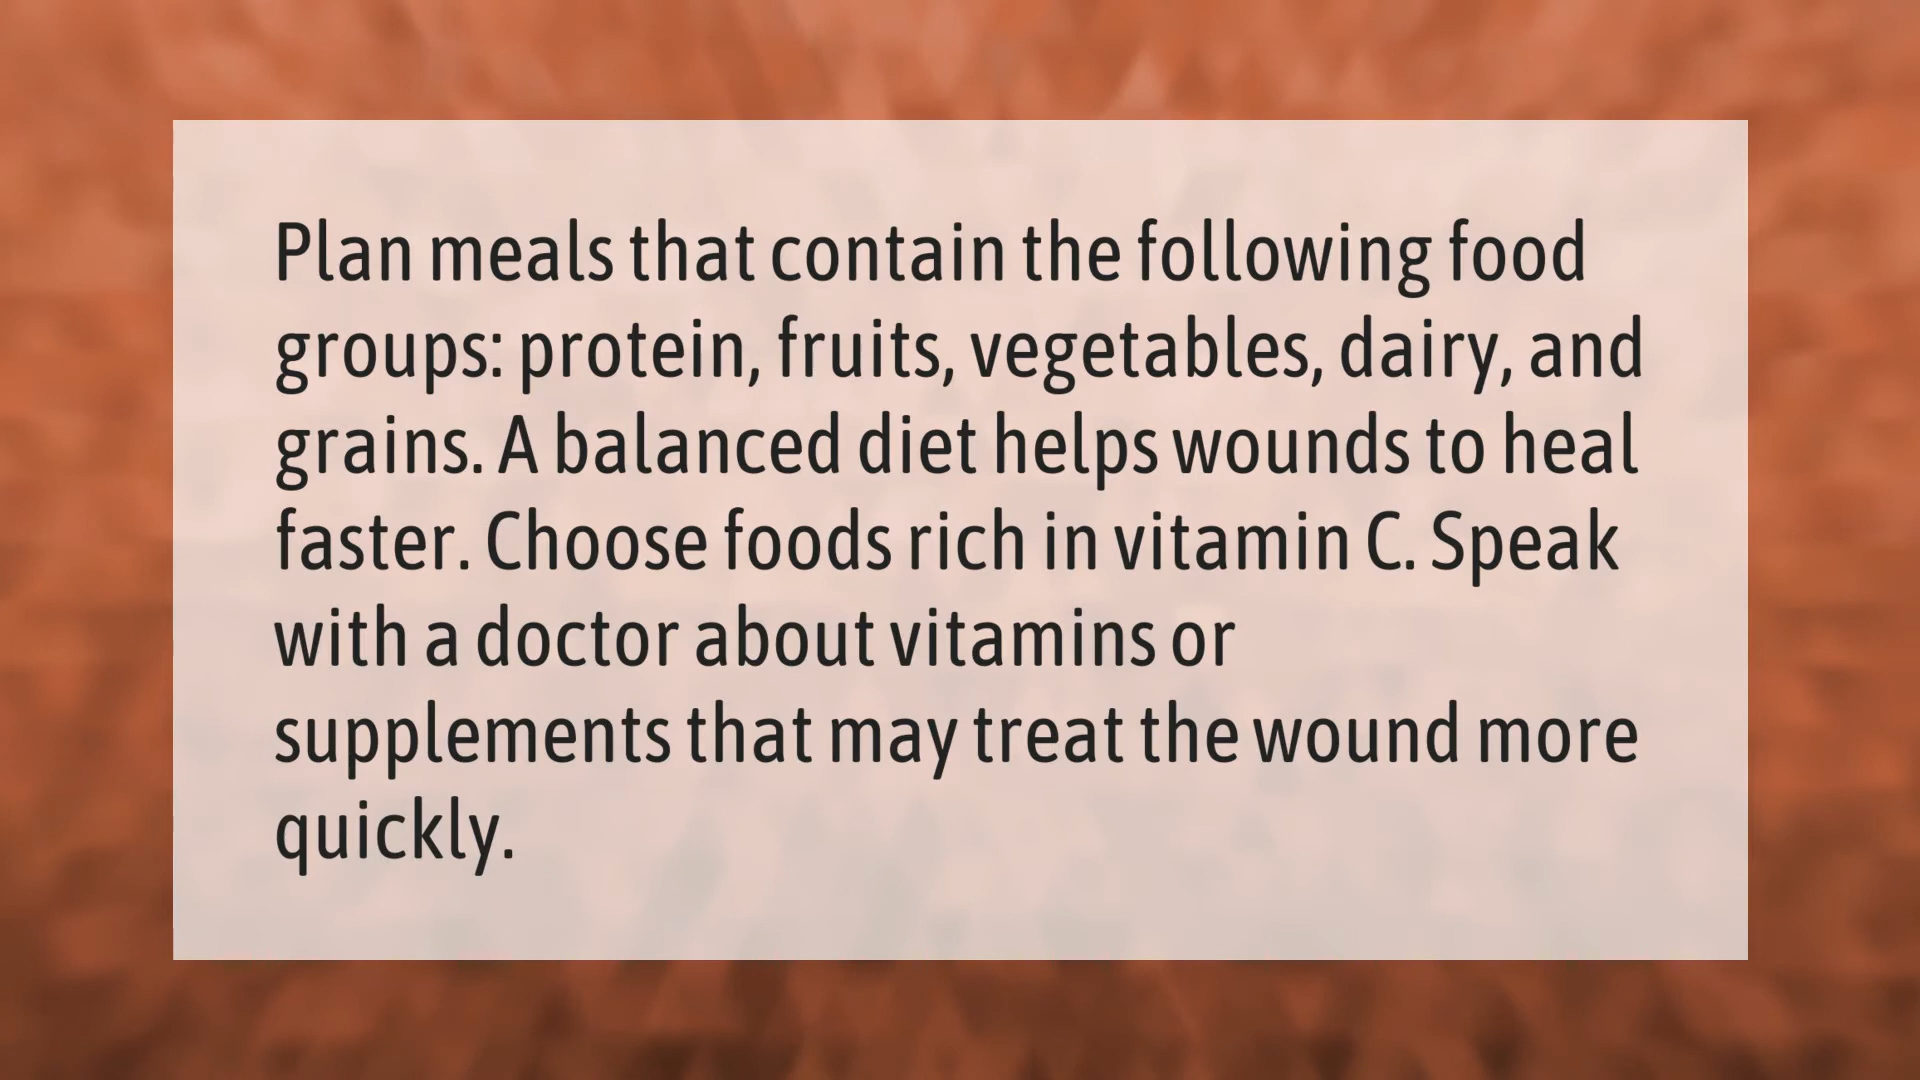 Plan meals that contain the following food
groups: protein, fruits, vegetables, dairy, and
grains. A balanced diet helps wounds to heal
faster. Choose foods rich in vitamin C. Speak
with a doctor about vitamins or
supplements that may treat the wound more
quickly.